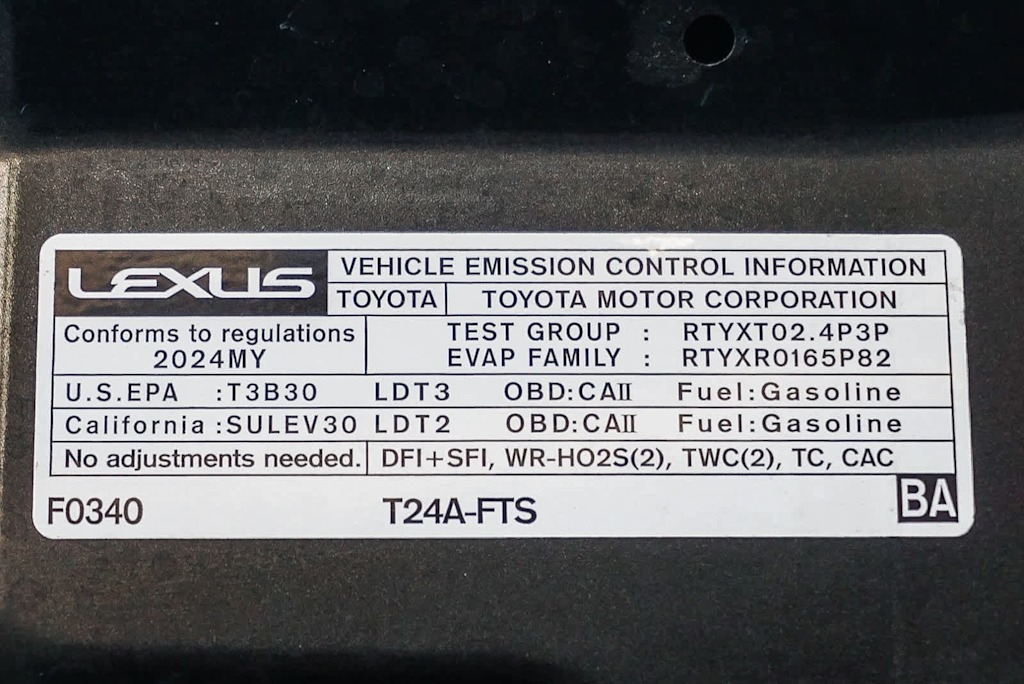 LEXUS VEHICLE EMISSION CONTROL INFORMATION
TOYOTA TOYOTA MOTOR CORPORATION
Conforms to regulations TEST GROUP : RTYXT02.4P3P
2024MY EVAP FAMILY : RTYXR0165P82
U.S.EPA :T3B30 LDT3 OBD:CAII Fuel:Gasoline
California :SULEV30 LDT2 OBD:CAII Fuel:Gasoline
No adjustments needed. DFI+SFI, WR-HO2S(2), TWC(2), TC, CAC
F0340 T24A-FTS BA